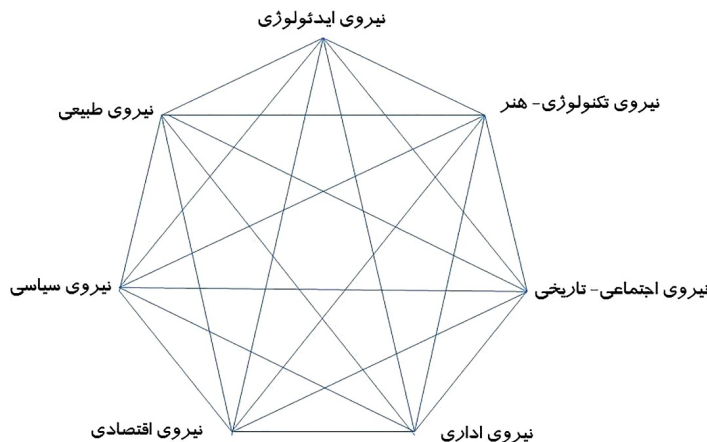 نیروی ایدئولوژی
نیروی تکنولوژی- هنر
نیروی طبیعی
نیروی اجتماعی- تاریخی
نیروی سیاسی
نیروی اداری
نیروی اقتصادی